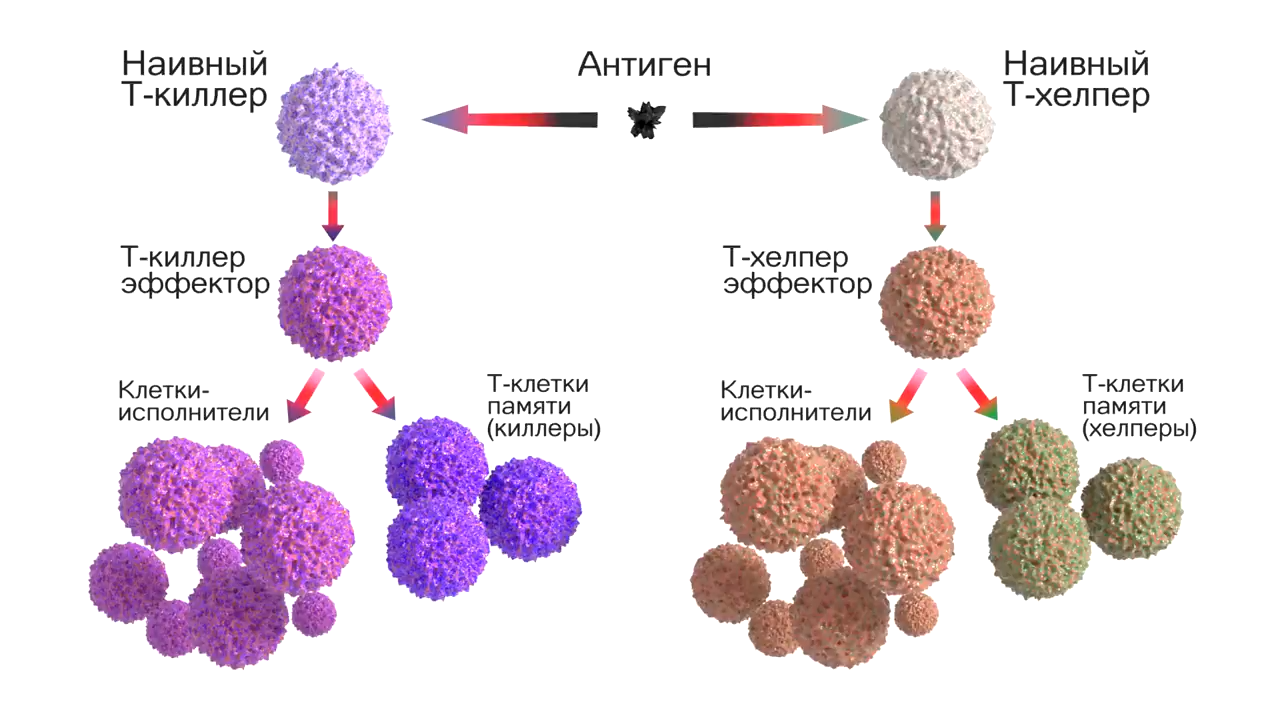 Наивный
Т-киллер
Антиген
Наивный
Т-хелпер
Т-киллер
эффектор
Т-хелпер
эффектор
Клетки-
исполнители
Т-клетки
памяти
(киллеры)
Клетки-
исполнители
Т-клетки
памяти
(хелперы)